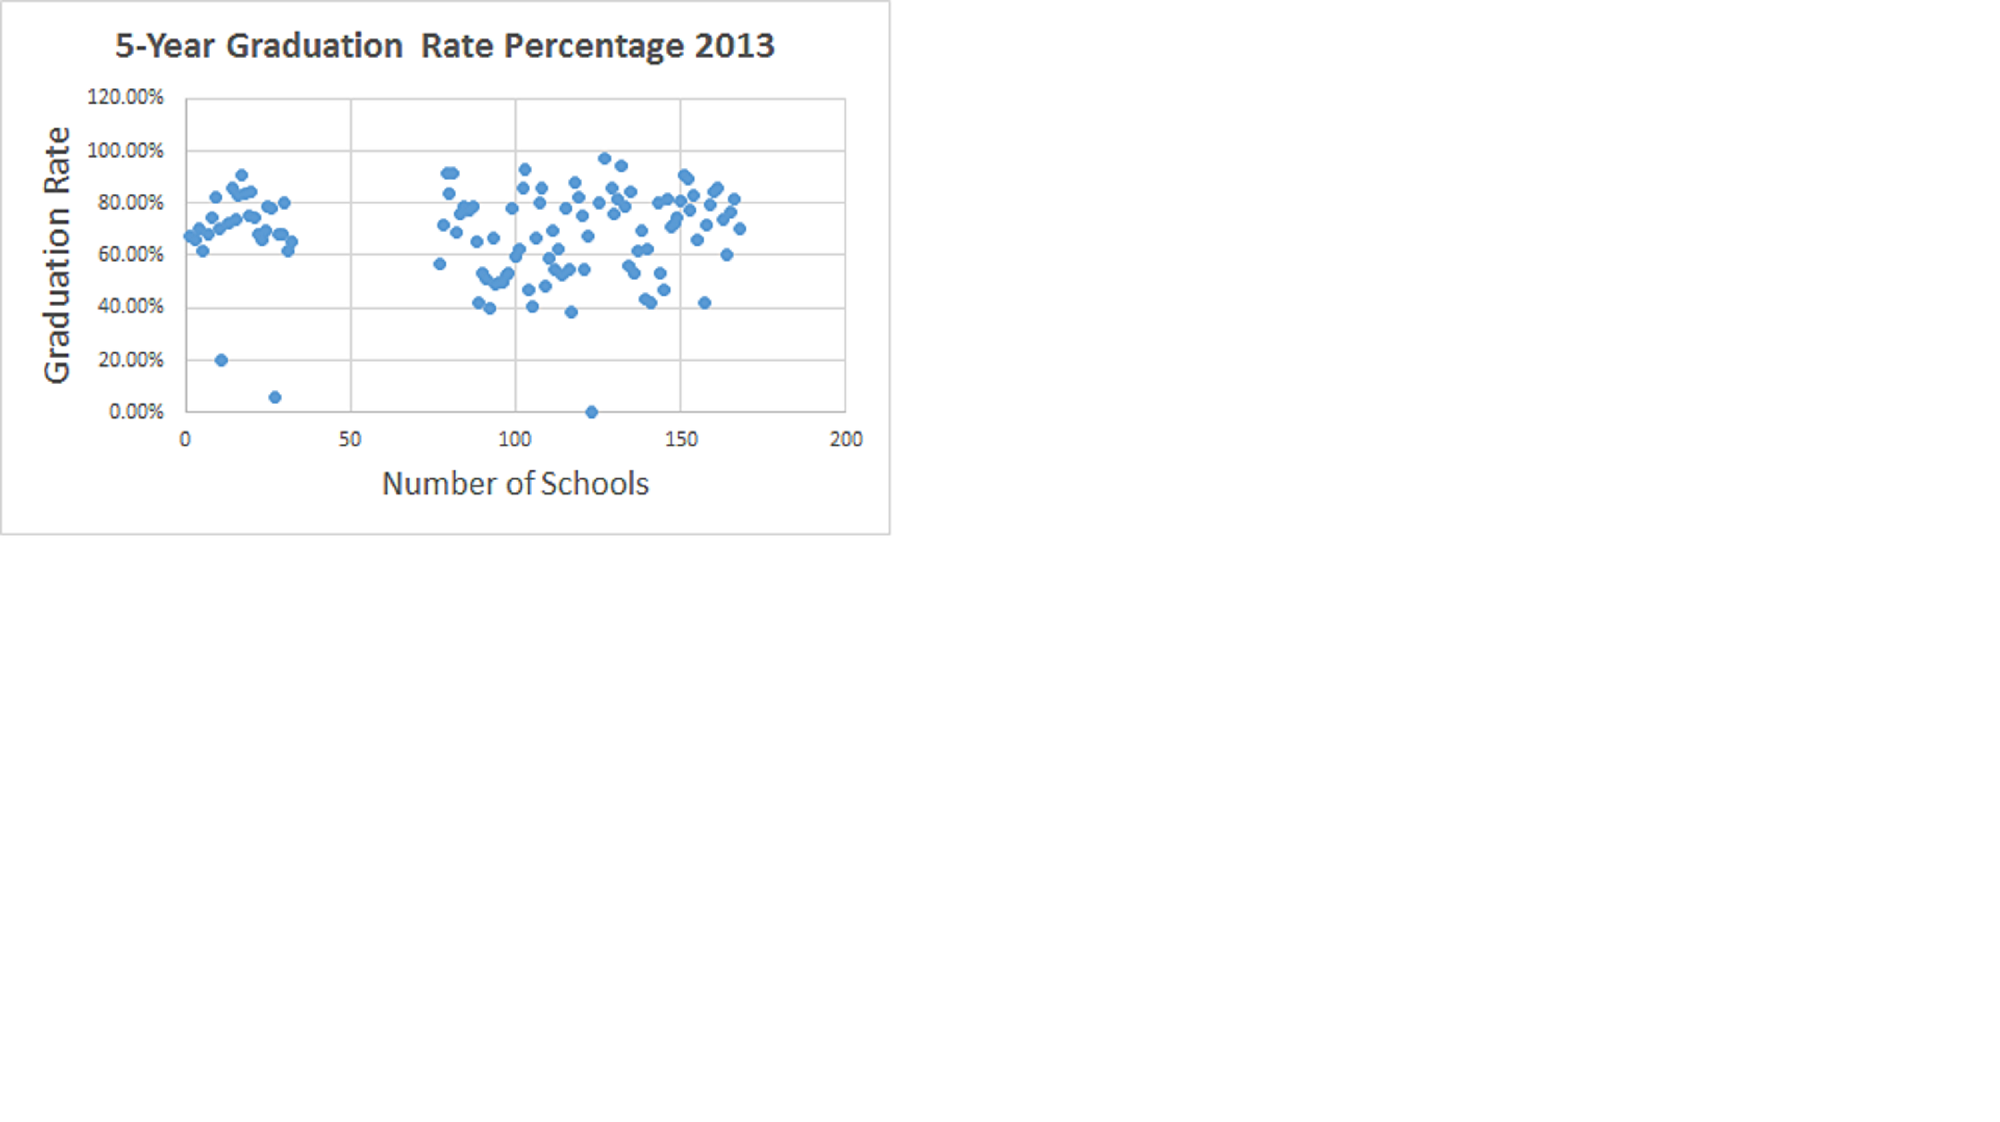 5-Year Graduation Rate Percentage 2013
120.00%
100.00%
80.00%
60.00%
40.00%
20.00%
0.00%
Graduation Rate
0 50 100 150 200
Number of Schools